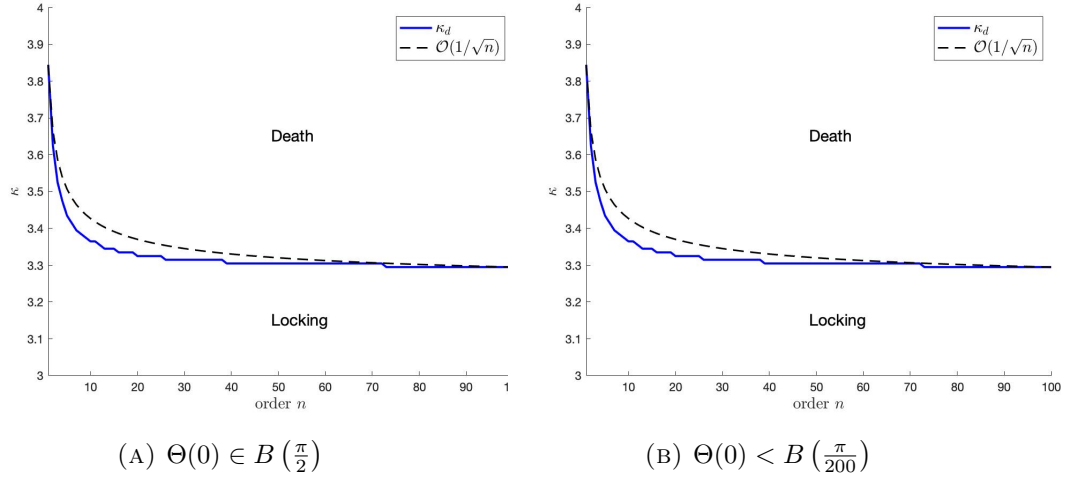 4
3.9
3.8
3.7
3.6
3.5
3.4
3.3
3.2
3.1
3
κ
10 20 30 40 50 60 70 80 90 1
order n
κ_d
𝒪(1/√n)
Death
Locking
(A) Θ(0) ∈ B(π/2)
4
3.9
3.8
3.7
3.6
3.5
3.4
3.3
3.2
3.1
3
κ
10 20 30 40 50 60 70 80 90 100
order n
κ_d
𝒪(1/√n)
Death
Locking
(B) Θ(0) < B(π/200)